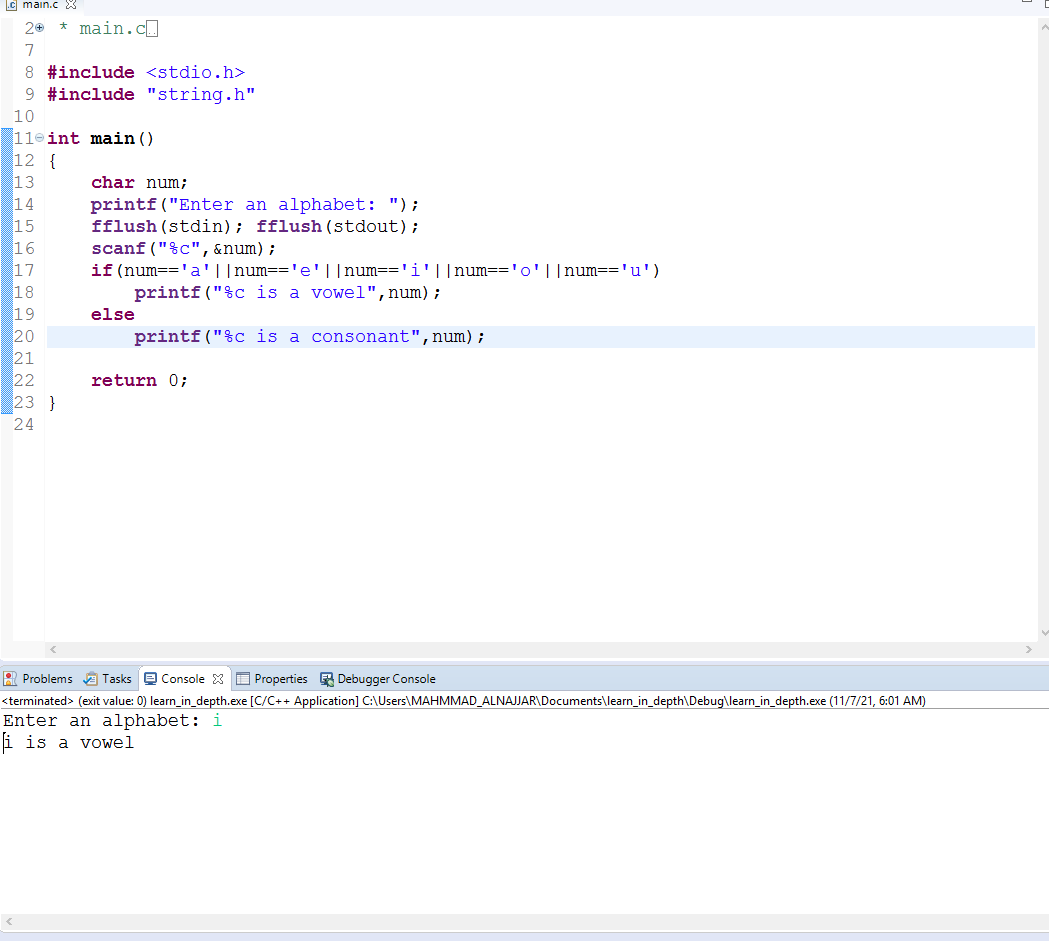 main.c
2 * main.c
7
8 #include <stdio.h>
9 #include "string.h"
10
11 int main()
12 {
13     char num;
14     printf("Enter an alphabet: ");
15     fflush(stdin); fflush(stdout);
16     scanf("%c",&num);
17     if(num=='a'||num=='e'||num=='i'||num=='o'||num=='u')
18         printf("%c is a vowel",num);
19     else
20         printf("%c is a consonant",num);
21
22     return 0;
23 }
24
Problems Tasks Console Properties Debugger Console
<terminated> (exit value: 0) learn_in_depth.exe [C/C++ Application] C:\Users\MAHMMAD_ALNAJJAR\Documents\learn_in_depth\Debug\learn_in_depth.exe (11/7/21, 6:01 AM)
Enter an alphabet: i
i is a vowel